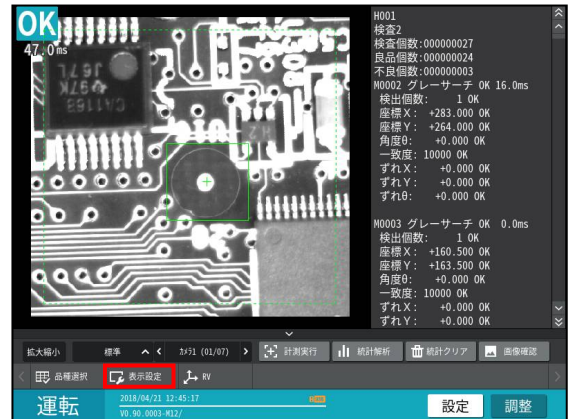 OK
47.0ms
J67L
97K
CA116B
H001
検査2
検査個数:000000027
良品個数:000000024
不良個数:000000003
M0002 グレーサーチ OK 16.0ms
検出個数: 1 OK
座標X: +283.000 OK
座標Y: +264.000 OK
角度θ: +0.000 OK
一致度: 10000 OK
ずれX: +0.000 OK
ずれY: +0.000 OK
ずれθ: +0.000 OK
M0003 グレーサーチ OK 0.0ms
検出個数: 1 OK
座標X: +160.500 OK
座標Y: +163.500 OK
角度θ: +0.000 OK
一致度: 10000 OK
ずれX: +0.000 OK
ずれY: +0.000 OK
拡大縮小 標準 カメラ1 (01/07) 計測実行 統計解析 統計クリア 画像確認
品種選択 表示設定 RV
運転 2018/04/21 12:45:17 設定 調整
V0.90.0003-M12/